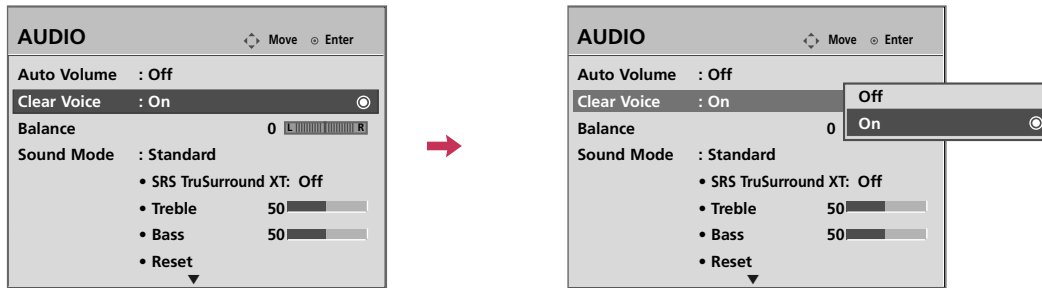 AUDIO Move Enter
Auto Volume : Off
Clear Voice : On
Balance 0 L R
Sound Mode : Standard
• SRS TruSurround XT: Off
• Treble 50
• Bass 50
• Reset
AUDIO Move Enter
Auto Volume : Off
Clear Voice : On
Balance 0
Sound Mode : Standard
• SRS TruSurround XT: Off
• Treble 50
• Bass 50
• Reset
Off
On